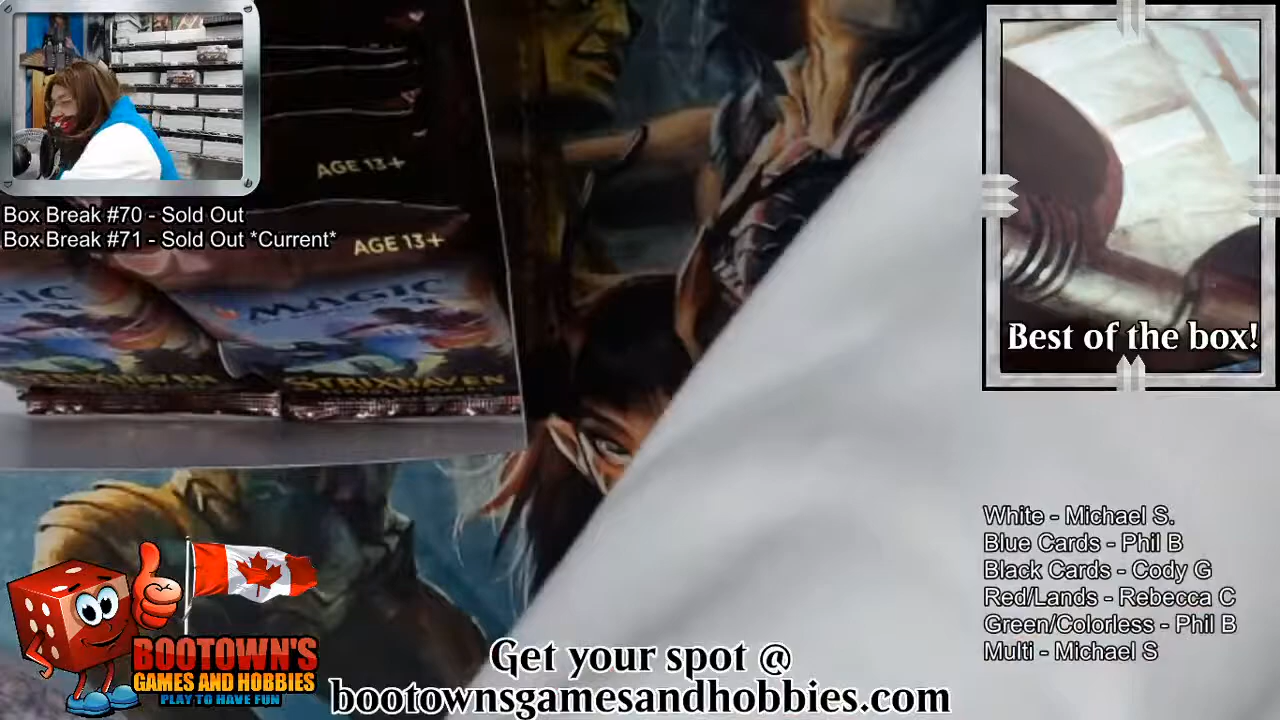 AGE 13+
Box Break #70 - Sold Out
Box Break #71 - Sold Out *Current*
AGE 13+
MAGIC
STRIXHAVEN
Best of the box!
White - Michael S.
Blue Cards - Phil B
Black Cards - Cody G
Red/Lands - Rebecca C
Green/Colorless - Phil B
Multi - Michael S
BOOTOWN'S
GAMES AND HOBBIES
PLAY TO HAVE FUN
Get your spot @
bootownsgamesandhobbies.com